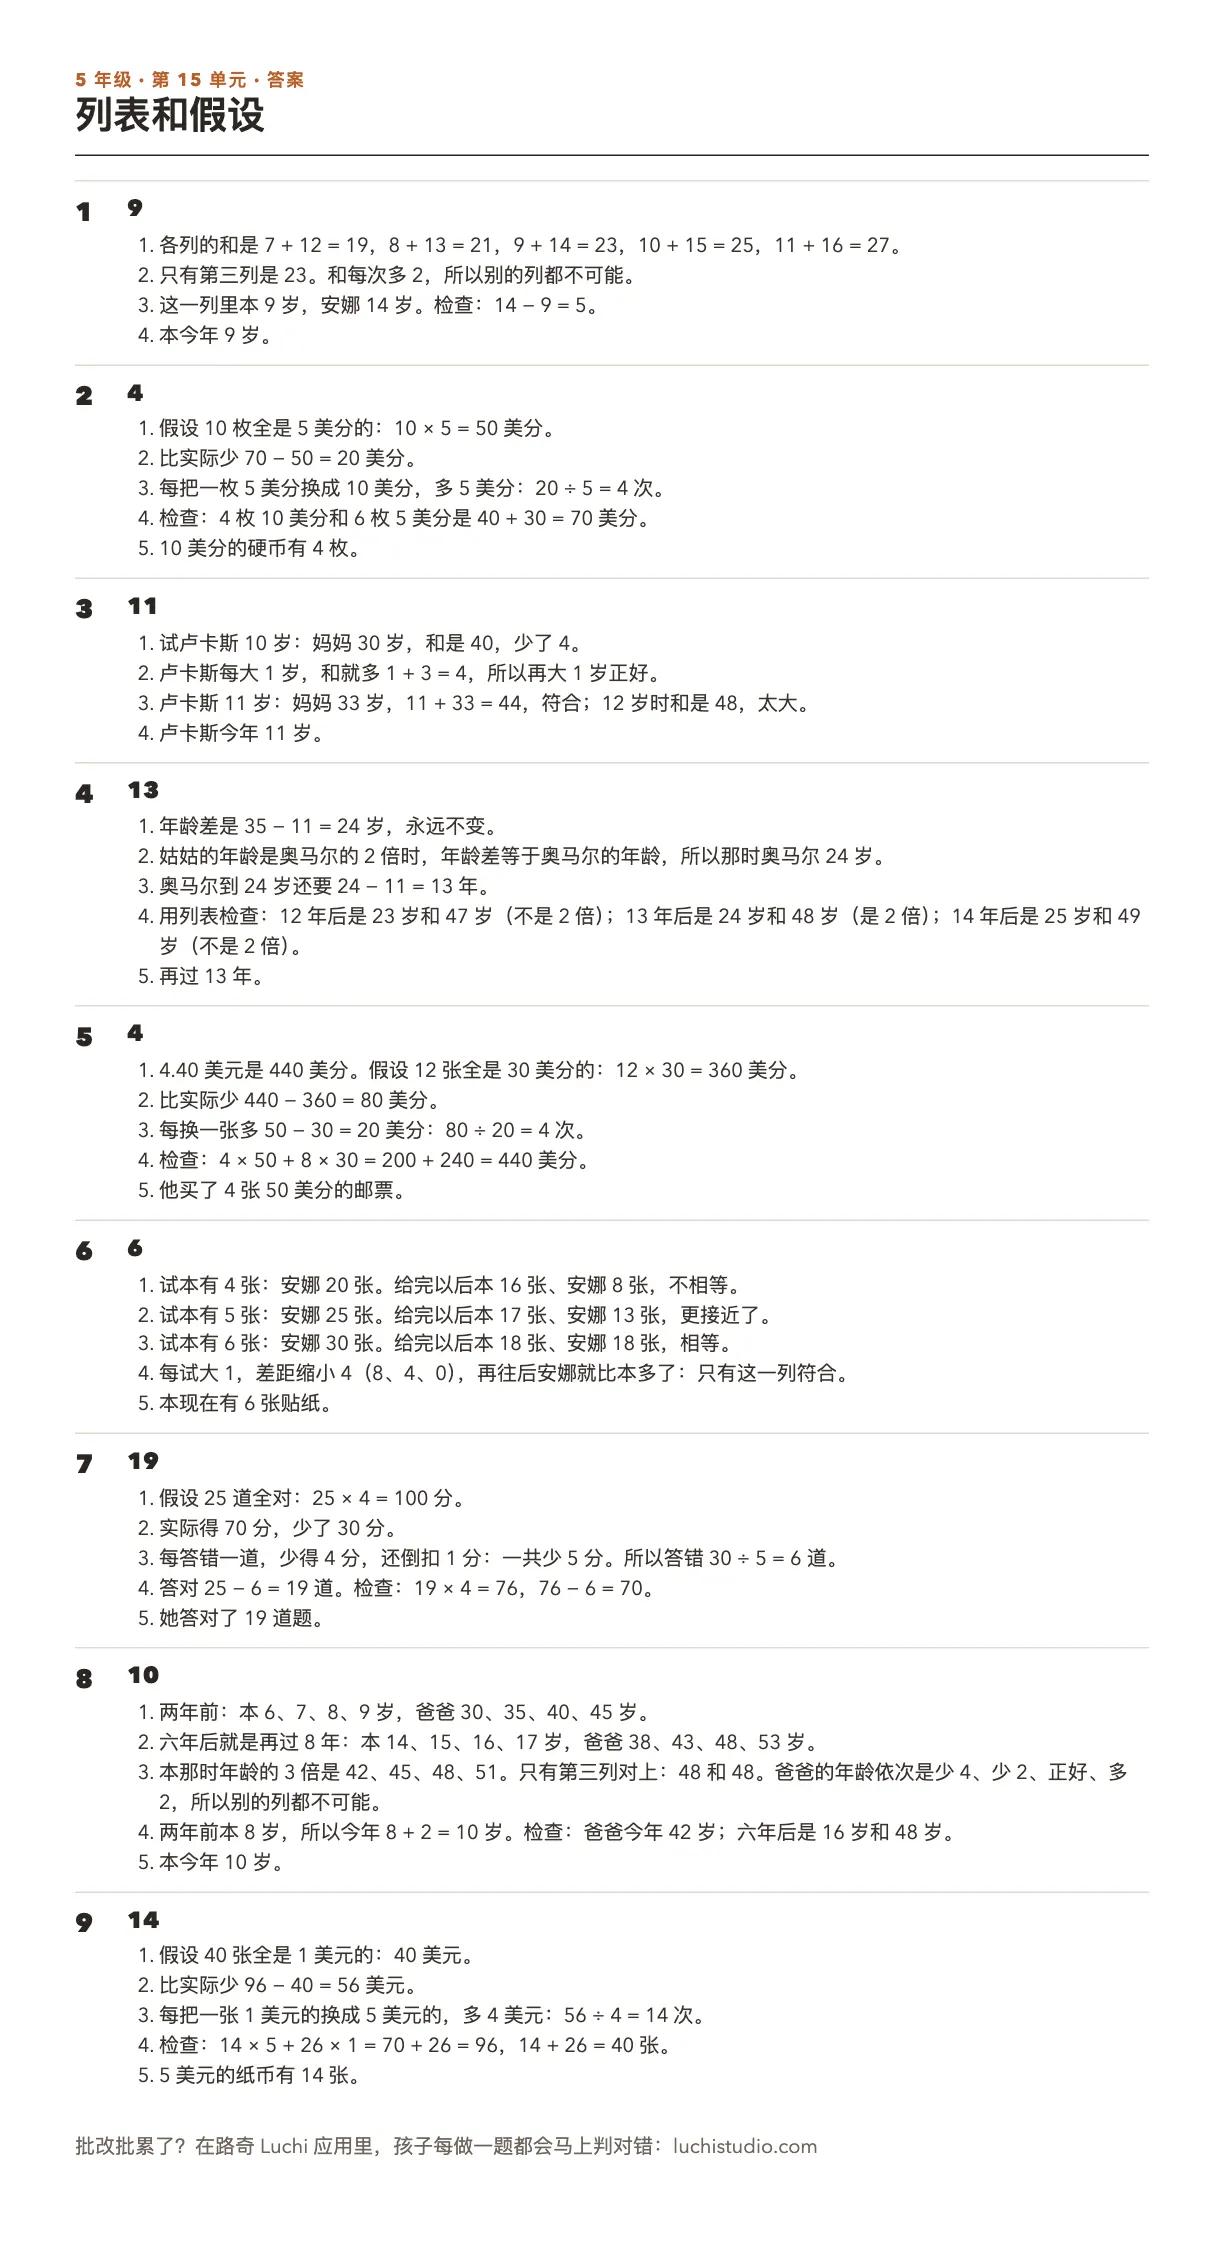 5 年级 · 第 15 单元 · 答案
列表和假设
1 9
1. 各列的和是 7 + 12 = 19，8 + 13 = 21，9 + 14 = 23，10 + 15 = 25，11 + 16 = 27。
2. 只有第三列是 23。和每次多 2，所以别的列都不可能。
3. 这一列里本 9 岁，安娜 14 岁。检查：14 − 9 = 5。
4. 本今年 9 岁。
2 4
1. 假设 10 枚全是 5 美分的：10 × 5 = 50 美分。
2. 比实际少 70 − 50 = 20 美分。
3. 每把一枚 5 美分换成 10 美分，多 5 美分：20 ÷ 5 = 4 次。
4. 检查：4 枚 10 美分和 6 枚 5 美分是 40 + 30 = 70 美分。
5. 10 美分的硬币有 4 枚。
3 11
1. 试卢卡斯 10 岁：妈妈 30 岁，和是 40，少了 4。
2. 卢卡斯每大 1 岁，和就多 1 + 3 = 4，所以再大 1 岁正好。
3. 卢卡斯 11 岁：妈妈 33 岁，11 + 33 = 44，符合；12 岁时和是 48，太大。
4. 卢卡斯今年 11 岁。
4 13
1. 年龄差是 35 − 11 = 24 岁，永远不变。
2. 姑姑的年龄是奥马尔的 2 倍时，年龄差等于奥马尔的年龄，所以那时奥马尔 24 岁。
3. 奥马尔到 24 岁还要 24 − 11 = 13 年。
4. 用列表检查：12 年后是 23 岁和 47 岁（不是 2 倍）；13 年后是 24 岁和 48 岁（是 2 倍）；14 年后是 25 岁和 49
岁（不是 2 倍）。
5. 再过 13 年。
5 4
1. 4.40 美元是 440 美分。假设 12 张全是 30 美分的：12 × 30 = 360 美分。
2. 比实际少 440 − 360 = 80 美分。
3. 每换一张多 50 − 30 = 20 美分：80 ÷ 20 = 4 次。
4. 检查：4 × 50 + 8 × 30 = 200 + 240 = 440 美分。
5. 他买了 4 张 50 美分的邮票。
6 6
1. 试本有 4 张：安娜 20 张。给完以后本 16 张、安娜 8 张，不相等。
2. 试本有 5 张：安娜 25 张。给完以后本 17 张、安娜 13 张，更接近了。
3. 试本有 6 张：安娜 30 张。给完以后本 18 张、安娜 18 张，相等。
4. 每试大 1，差距缩小 4（8、4、0），再往后安娜就比本多了：只有这一列符合。
5. 本现在有 6 张贴纸。
7 19
1. 假设 25 道全对：25 × 4 = 100 分。
2. 实际得 70 分，少了 30 分。
3. 每答错一道，少得 4 分，还倒扣 1 分：一共少 5 分。所以答错 30 ÷ 5 = 6 道。
4. 答对 25 − 6 = 19 道。检查：19 × 4 = 76，76 − 6 = 70。
5. 她答对了 19 道题。
8 10
1. 两年前：本 6、7、8、9 岁，爸爸 30、35、40、45 岁。
2. 六年后就是再过 8 年：本 14、15、16、17 岁，爸爸 38、43、48、53 岁。
3. 本那时年龄的 3 倍是 42、45、48、51。只有第三列对上：48 和 48。爸爸的年龄依次是少 4、少 2、正好、多
2，所以别的列都不可能。
4. 两年前本 8 岁，所以今年 8 + 2 = 10 岁。检查：爸爸今年 42 岁；六年后是 16 岁和 48 岁。
5. 本今年 10 岁。
9 14
1. 假设 40 张全是 1 美元的：40 美元。
2. 比实际少 96 − 40 = 56 美元。
3. 每把一张 1 美元的换成 5 美元的，多 4 美元：56 ÷ 4 = 14 次。
4. 检查：14 × 5 + 26 × 1 = 70 + 26 = 96，14 + 26 = 40 张。
5. 5 美元的纸币有 14 张。
批改批累了？在路奇 Luchi 应用里，孩子每做一题都会马上判对错：luchistudio.com